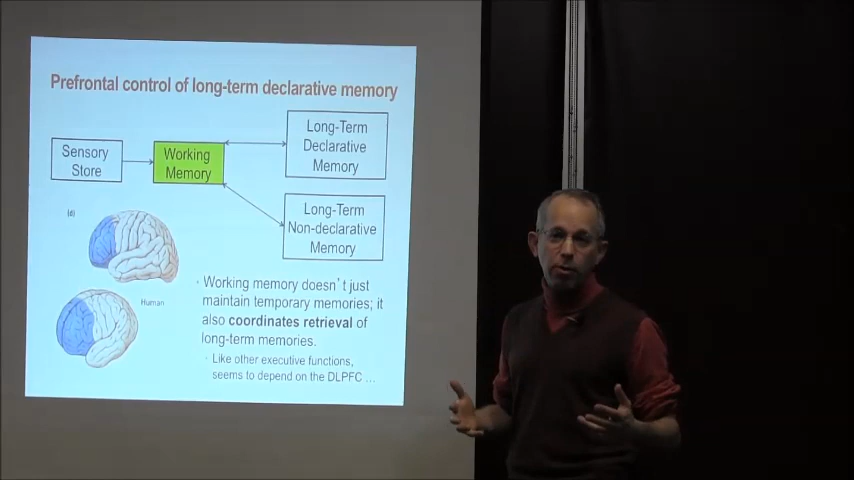 Prefrontal control of long-term declarative memory
Sensory
Store
Working
Memory
Long-Term
Declarative
Memory
Long-Term
Non-declarative
Memory
(d)
Human
· Working memory doesn't just
maintain temporary memories; it
also coordinates retrieval of
long-term memories.
· Like other executive functions,
seems to depend on the DLPFC …